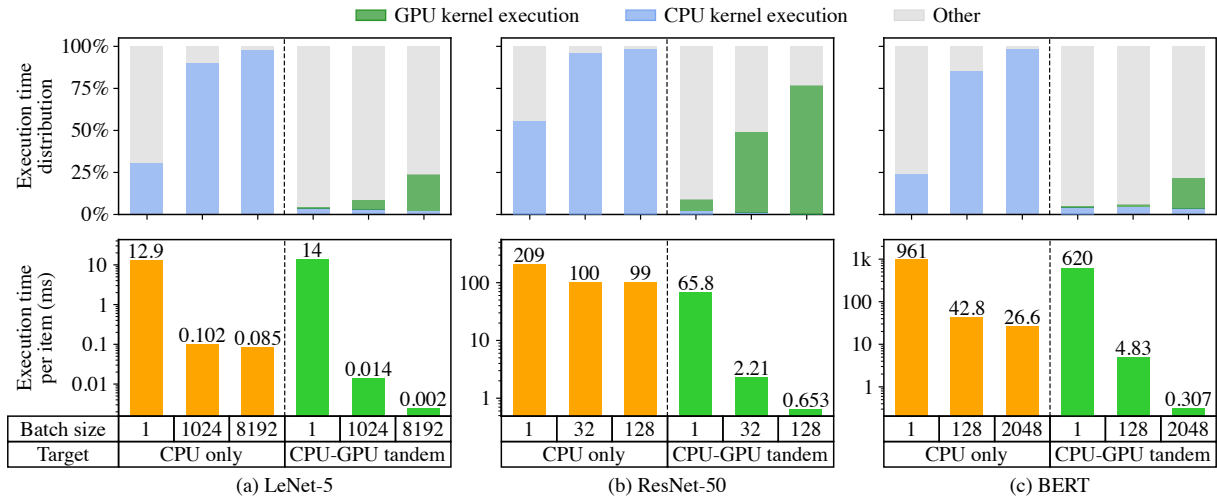 GPU kernel execution CPU kernel execution Other
Execution time
distribution
100%
75%
50%
25%
0%
Execution time
per item (ms)
10
1
0.1
0.01
12.9 0.102 0.085 14 0.014 0.002
100
10
1
209 100 99 65.8 2.21 0.653
1k
100
10
1
961 42.8 26.6 620 4.83 0.307
Batch size 1 1024 8192 1 1024 8192 1 32 128 1 32 128 1 128 2048 1 128 2048
Target CPU only CPU-GPU tandem CPU only CPU-GPU tandem CPU only CPU-GPU tandem
(a) LeNet-5 (b) ResNet-50 (c) BERT